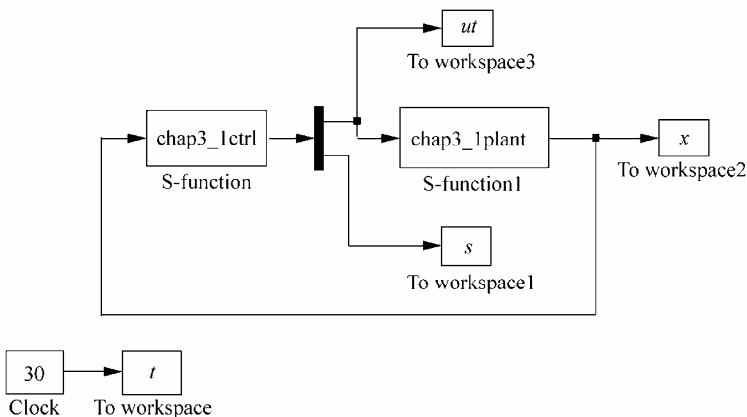 ut
To workspace3
chap3_1ctrl
S-function
chap3_1plant
S-function1
x
To workspace2
s
To workspace1
30
Clock
t
To workspace